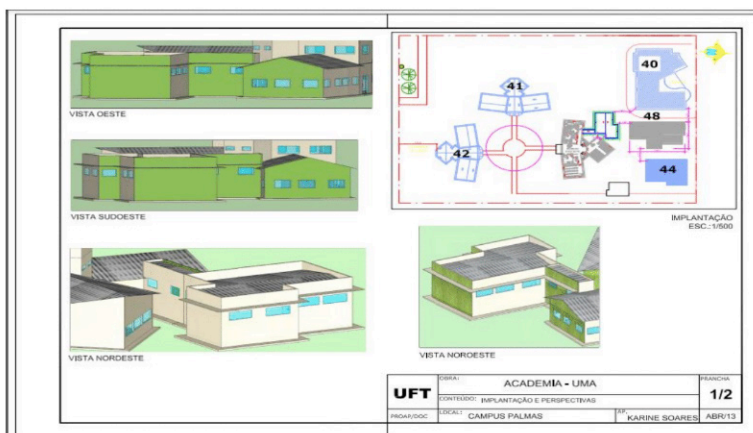 VISTA OESTE
VISTA SUDOESTE
VISTA NORDESTE
40
41
48
42
44
IMPLANTAÇÃO
ESC.:1/500
VISTA NOROESTE
UFT
PROAP/DOC
OBRA:
ACADEMIA - UMA
CONTEÚDO: IMPLANTAÇÃO E PERSPECTIVAS
LOCAL: CAMPUS PALMAS
KARINE SOARES
PRANCHA
1/2
ABR/13